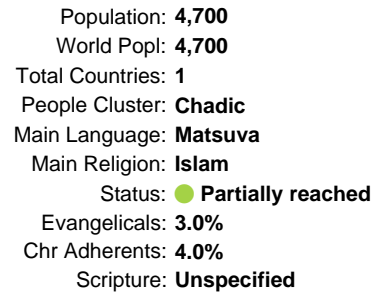 Population: 4,700
World Popl: 4,700
Total Countries: 1
People Cluster: Chadic
Main Language: Matsuva
Main Religion: Islam
Status: Partially reached
Evangelicals: 3.0%
Chr Adherents: 4.0%
Scripture: Unspecified